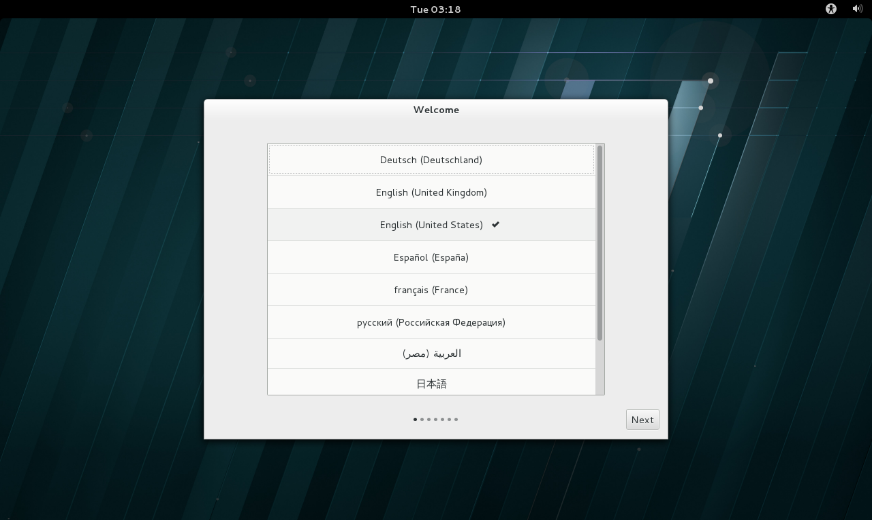 Tue 03:18
Welcome
Deutsch (Deutschland)
English (United Kingdom)
English (United States)
Español (España)
français (France)
русский (Российская Федерация)
العربية (مصر)
日本語
Next